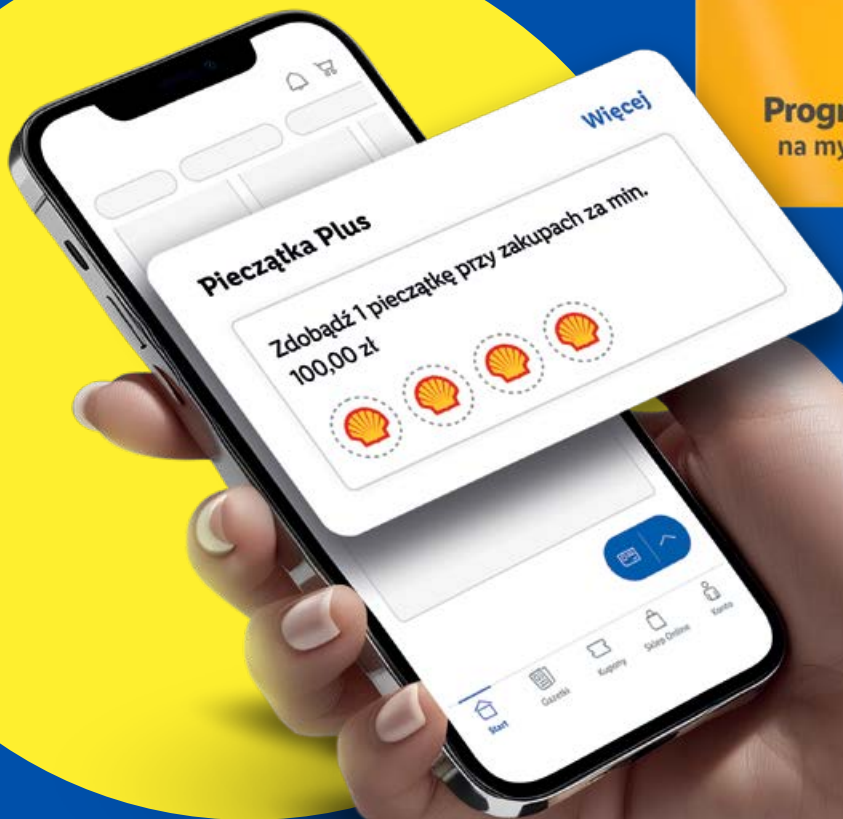 Więcej
Pieczątka Plus
Zdobądź 1 pieczątkę przy zakupach za min.
100,00 zł
Start
Gazetki
Kupony
Sklep Online
Konto